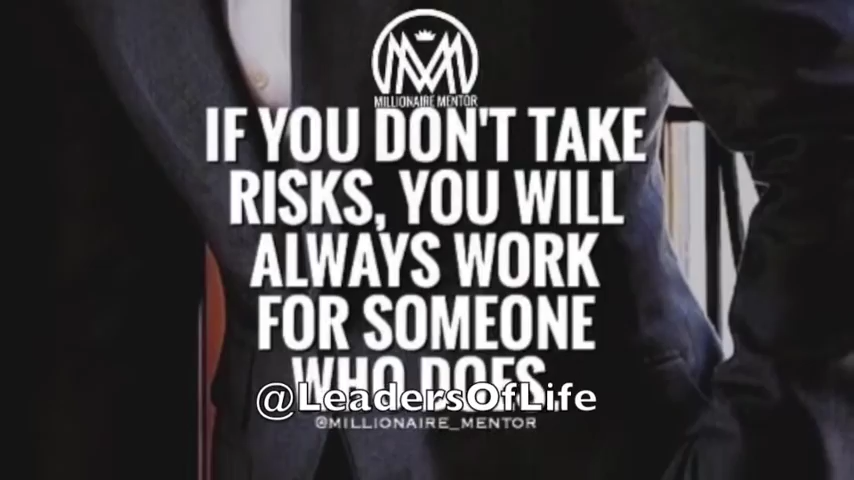 MILLIONAIRE MENTOR
IF YOU DON'T TAKE
RISKS, YOU WILL
ALWAYS WORK
FOR SOMEONE
WHO DOES.
@LeadersOfLife
@MILLIONAIRE_MENTOR